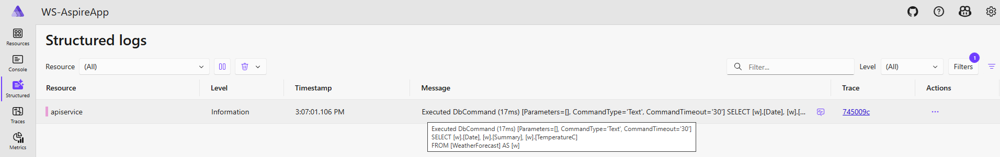 WS-AspireApp
Resources
Console
Structured
Traces
Metrics
Structured logs
Resource (All) Filter... Level (All) Filters 1
Resource Level Timestamp Message Trace Actions
apiservice Information 3:07:01.106 PM Executed DbCommand (17ms) [Parameters=[], CommandType='Text', CommandTimeout='30'] SELECT [w].[Date], [w].[... 745009c ...
Executed DbCommand (17ms) [Parameters=[], CommandType='Text', CommandTimeout='30']
SELECT [w].[Date], [w].[Summary], [w].[TemperatureC]
FROM [WeatherForecast] AS [w]